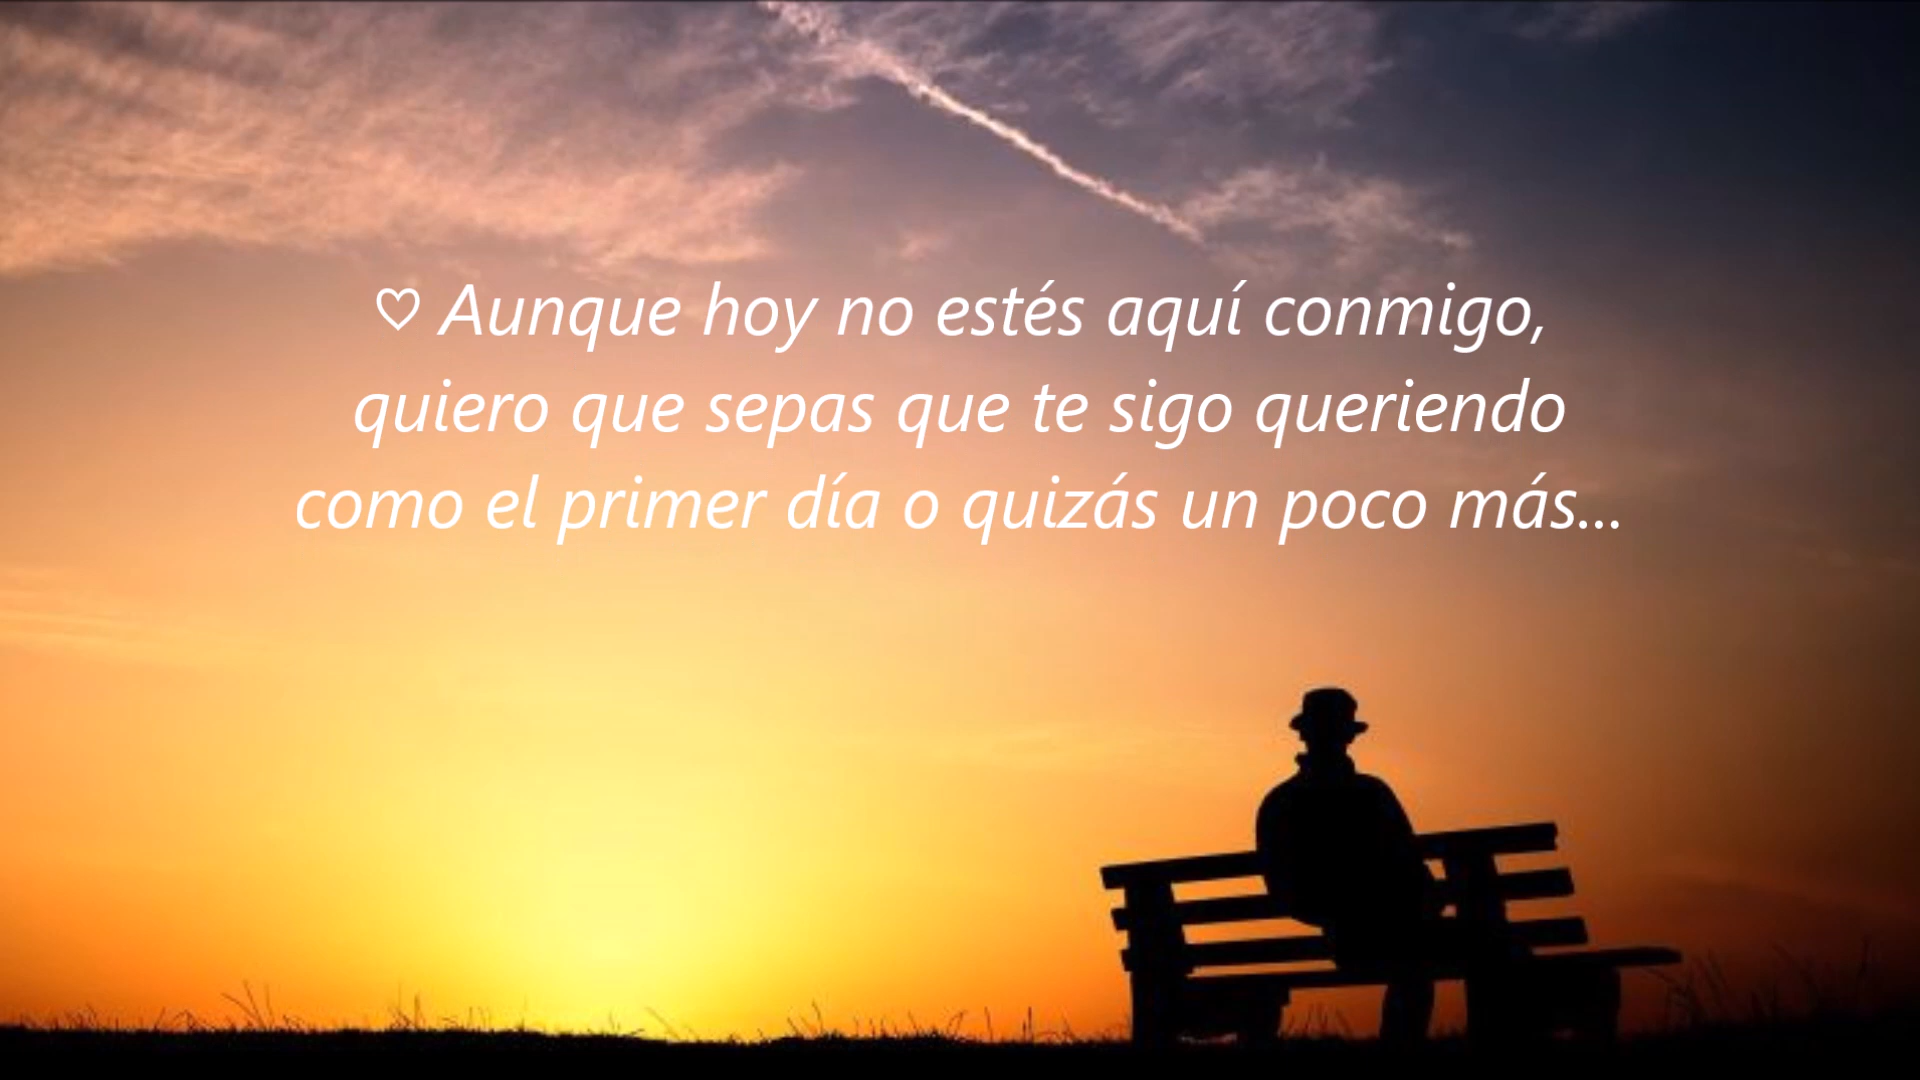 ♡ Aunque hoy no estés aquí conmigo,
quiero que sepas que te sigo queriendo
como el primer día o quizás un poco más...